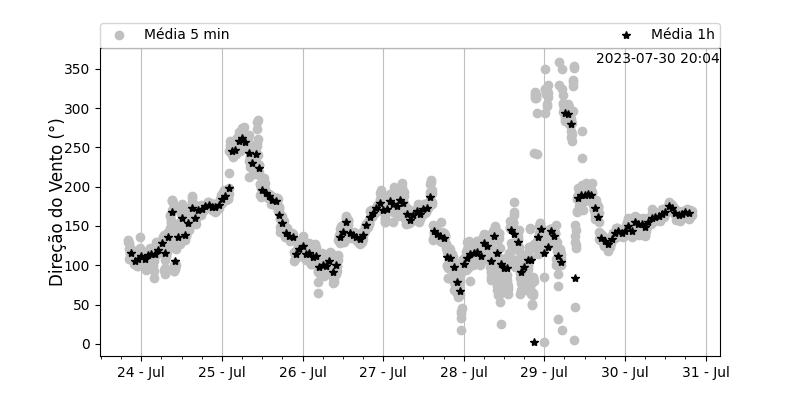 Média 5 min
Média 1h
2023-07-30 20:04
Direção do Vento (°)
350
300
250
200
150
100
50
0
24 - Jul
25 - Jul
26 - Jul
27 - Jul
28 - Jul
29 - Jul
30 - Jul
31 - Jul